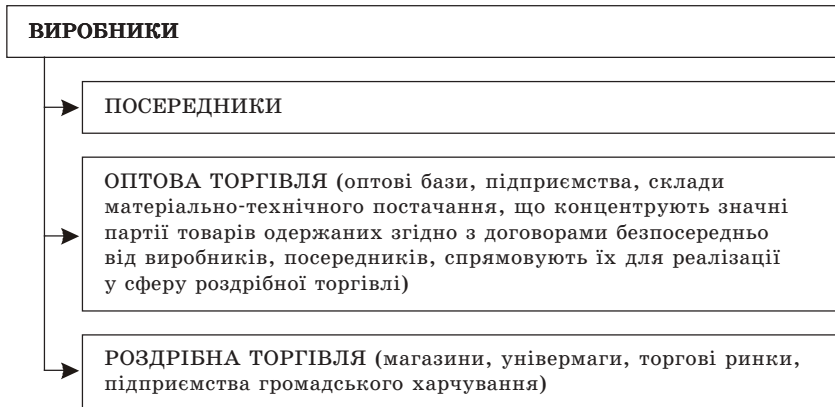 ВИРОБНИКИ
ПОСЕРЕДНИКИ
ОПТОВА ТОРГІВЛЯ (оптові бази, підприємства, склади
матеріально-технічного постачання, що концентрують значні
партії товарів одержаних згідно з договорами безпосередньо
від виробників, посередників, спрямовують їх для реалізації
у сферу роздрібної торгівлі)
РОЗДРІБНА ТОРГІВЛЯ (магазини, універмаги, торгові ринки,
підприємства громадського харчування)